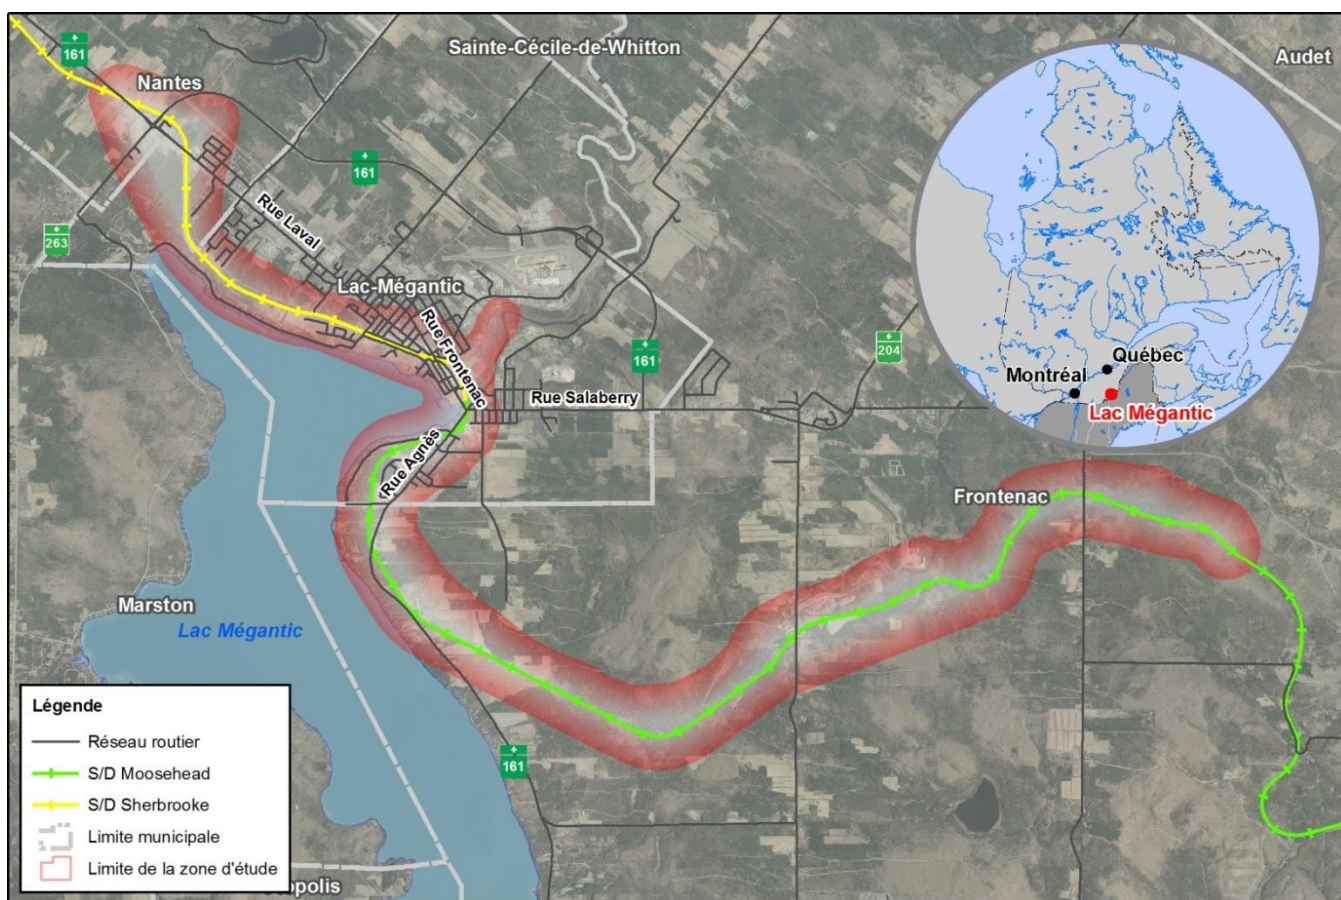 161
Nantes
Sainte-Cécile-de-Whitton
Audet
161
Rue Laval
263
Lac-Mégantic
Rue Frontenac
161
204
Rue Salaberry
Rue Agnès
Québec
Montréal
Lac Mégantic
Frontenac
Marston
Lac Mégantic
161
Légende
Réseau routier
S/D Moosehead
S/D Sherbrooke
Limite municipale
Limite de la zone d'étude